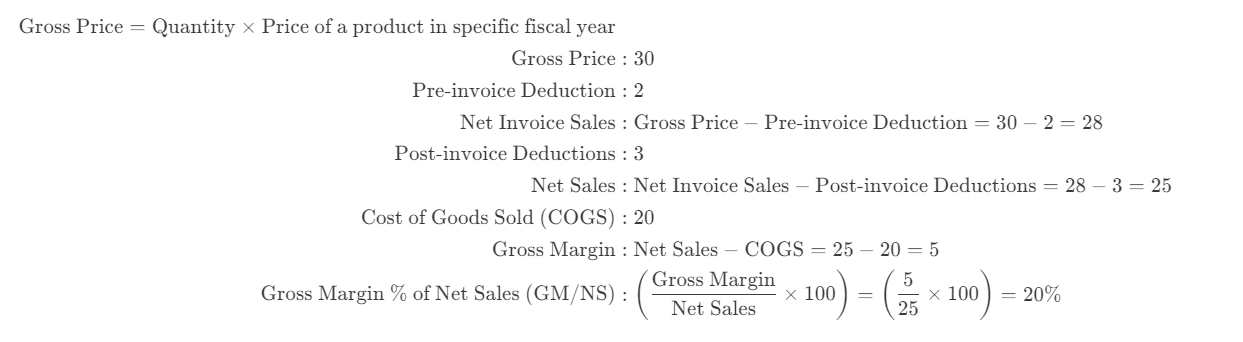 Gross Price = Quantity × Price of a product in specific fiscal year
Gross Price : 30
Pre-invoice Deduction : 2
Net Invoice Sales : Gross Price − Pre-invoice Deduction = 30 − 2 = 28
Post-invoice Deductions : 3
Net Sales : Net Invoice Sales − Post-invoice Deductions = 28 − 3 = 25
Cost of Goods Sold (COGS) : 20
Gross Margin : Net Sales − COGS = 25 − 20 = 5
Gross Margin % of Net Sales (GM/NS) : (Gross Margin / Net Sales × 100) = (5 / 25 × 100) = 20%